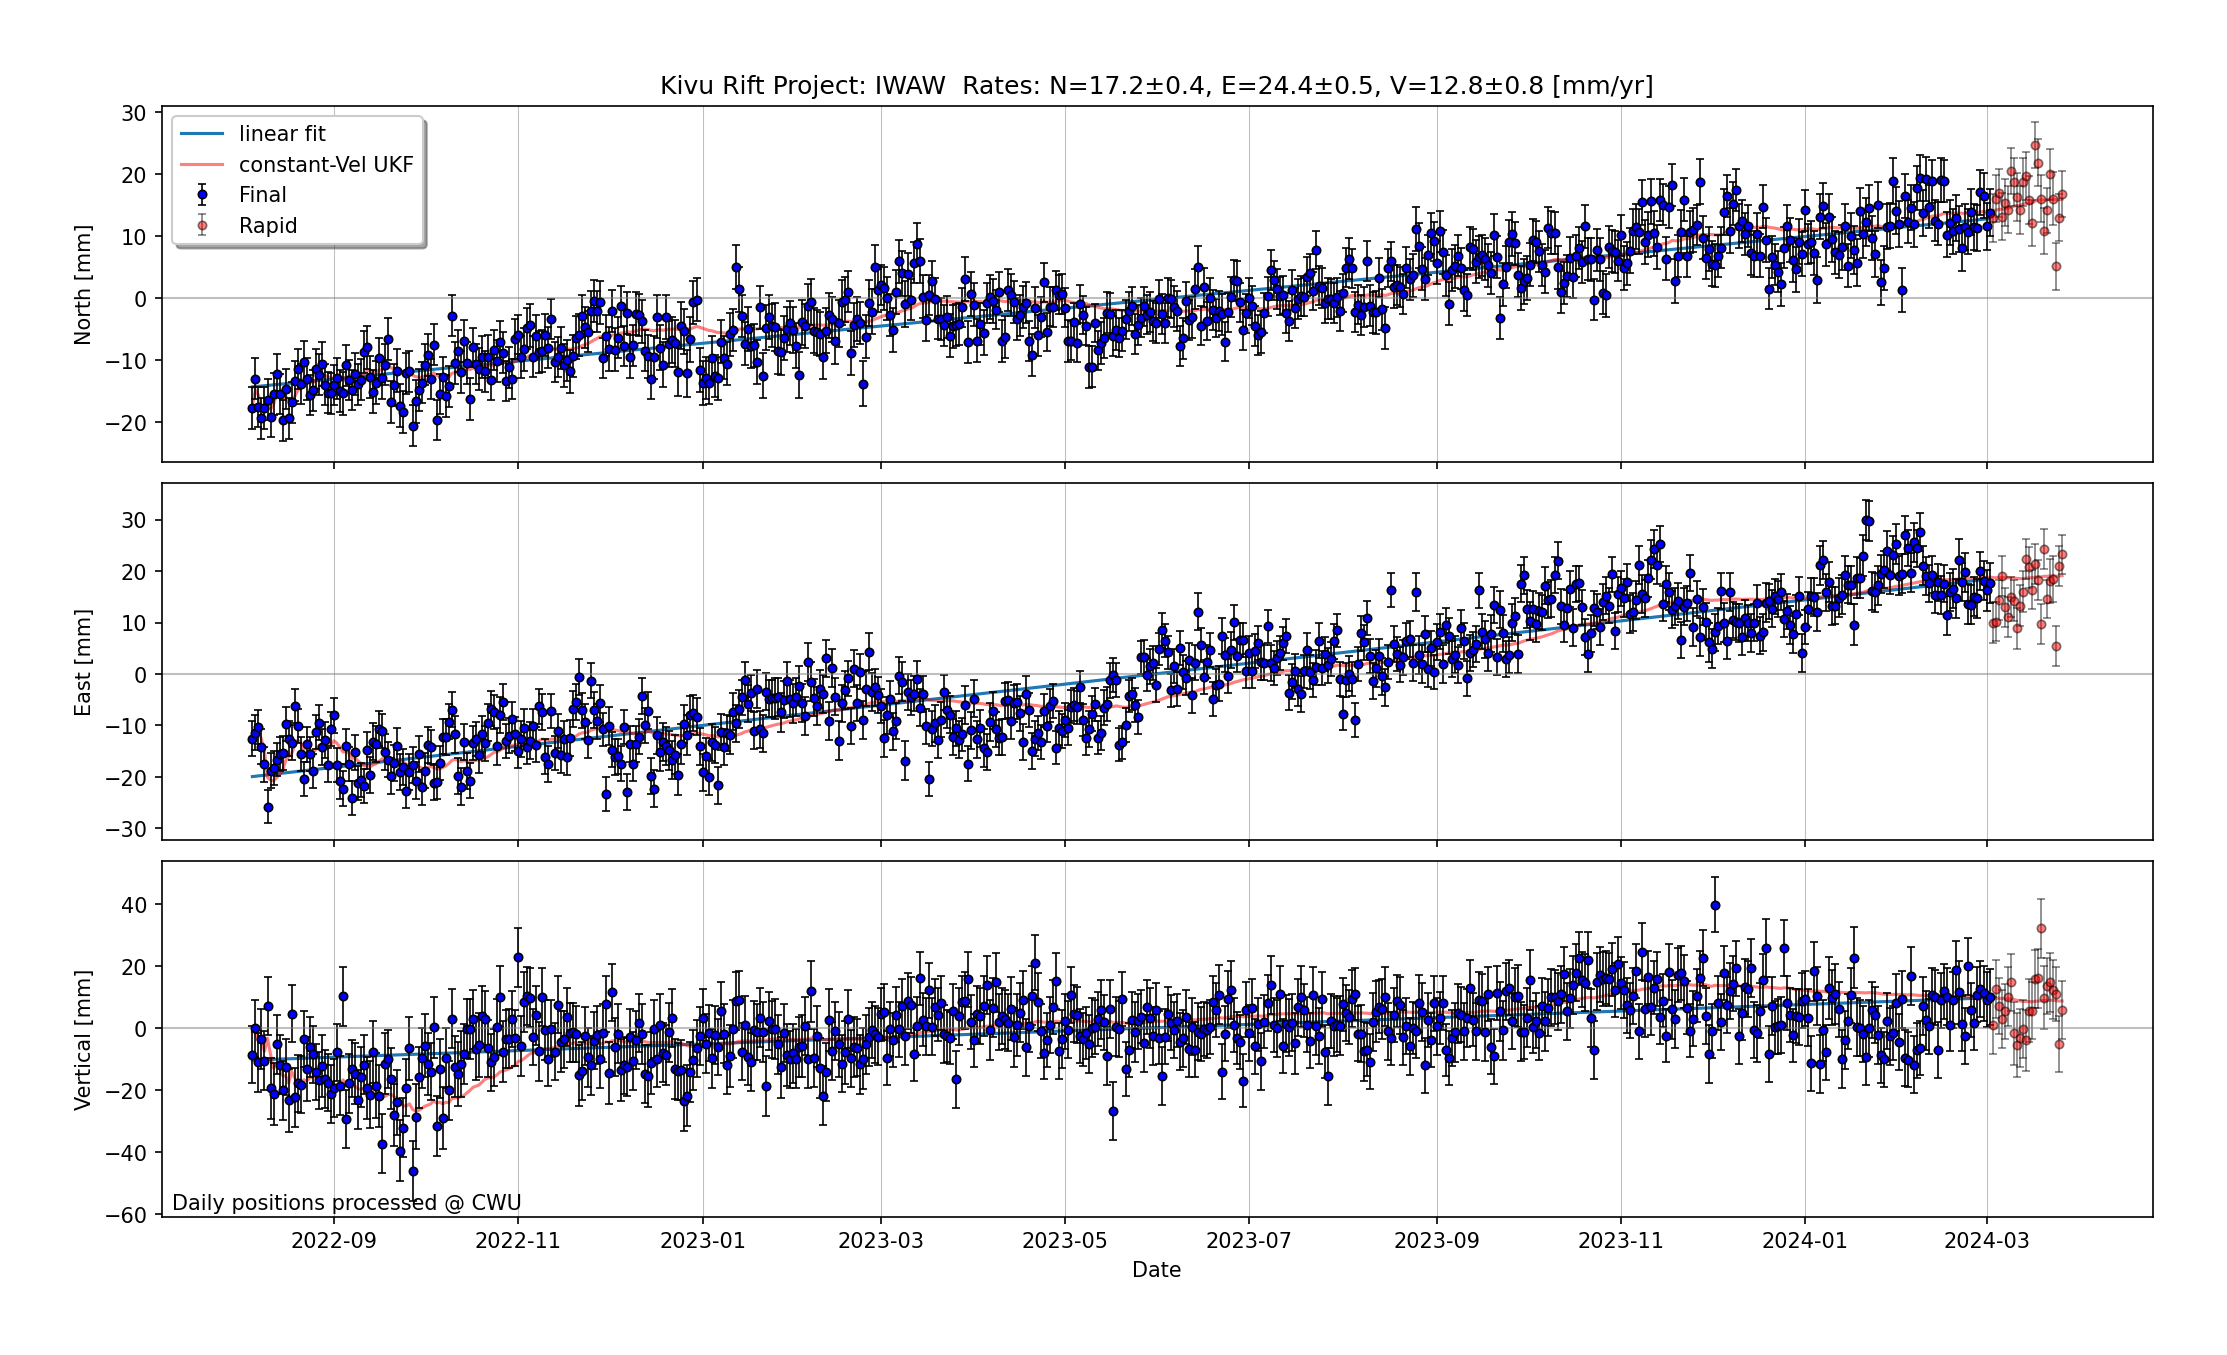 Kivu Rift Project: IWAW  Rates: N=17.2±0.4, E=24.4±0.5, V=12.8±0.8 [mm/yr]
30
20
10
0
−10
−20
North [mm]
linear fit
constant-Vel UKF
Final
Rapid
30
20
10
0
−10
−20
−30
East [mm]
40
20
0
−20
−40
−60
Vertical [mm]
Daily positions processed @ CWU
2022-09 2022-11 2023-01 2023-03 2023-05 2023-07 2023-09 2023-11 2024-01 2024-03
Date